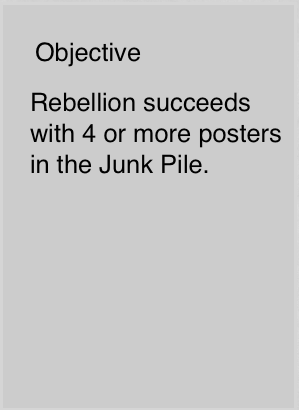 Objective
Rebellion succeeds
with 4 or more posters
in the Junk Pile.